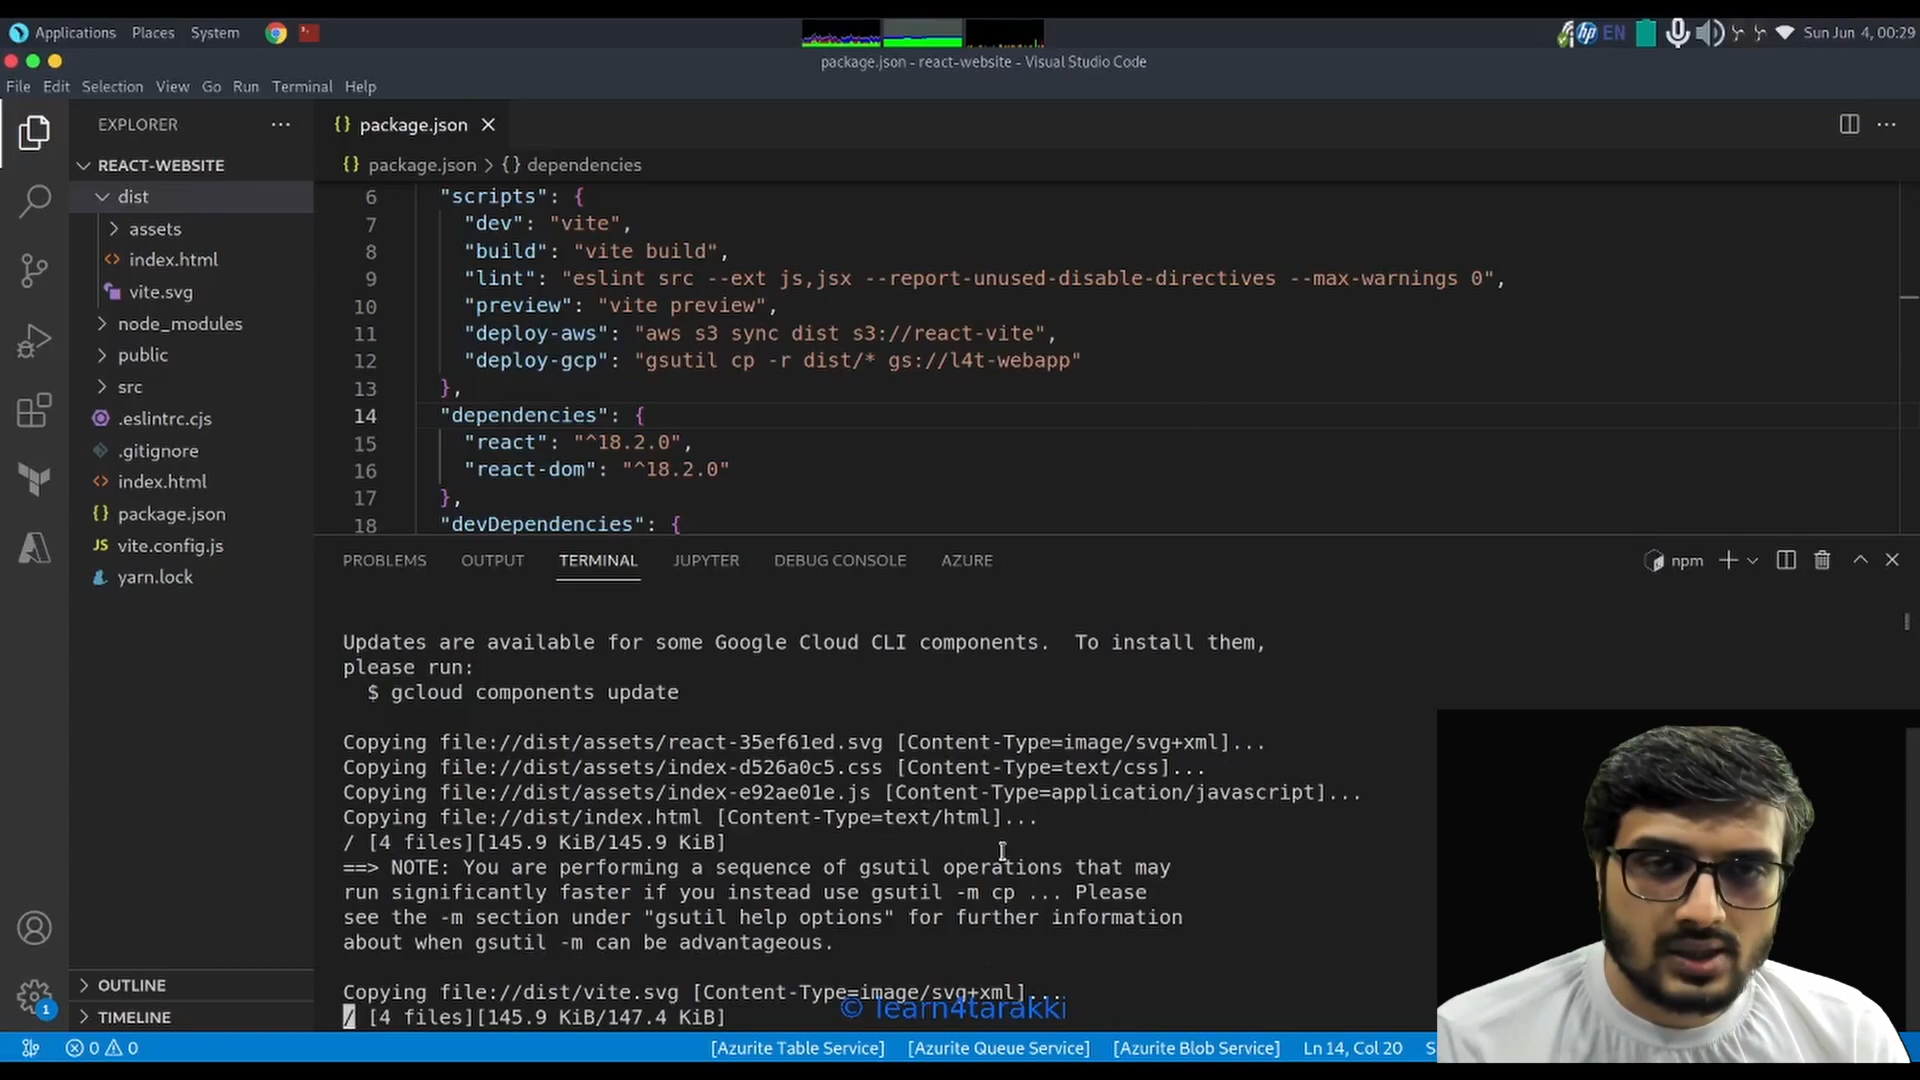 Applications Places System
EN
Sun Jun 4, 00:29
package.json - react-website - Visual Studio Code
File Edit Selection View Go Run Terminal Help
EXPLORER
REACT-WEBSITE
dist
assets
index.html
vite.svg
node_modules
public
src
.eslintrc.cjs
.gitignore
index.html
package.json
vite.config.js
yarn.lock
OUTLINE
TIMELINE
1
{} package.json
{} package.json > {} dependencies
6 "scripts": {
7 "dev": "vite",
8 "build": "vite build",
9 "lint": "eslint src --ext js,jsx --report-unused-disable-directives --max-warnings 0",
10 "preview": "vite preview",
11 "deploy-aws": "aws s3 sync dist s3://react-vite",
12 "deploy-gcp": "gsutil cp -r dist/* gs://l4t-webapp"
13 },
14 "dependencies": {
15 "react": "^18.2.0",
16 "react-dom": "^18.2.0"
17 },
18 "devDependencies": {
PROBLEMS OUTPUT TERMINAL JUPYTER DEBUG CONSOLE AZURE
npm
Updates are available for some Google Cloud CLI components. To install them,
please run:
$ gcloud components update
Copying file://dist/assets/react-35ef61ed.svg [Content-Type=image/svg+xml]...
Copying file://dist/assets/index-d526a0c5.css [Content-Type=text/css]...
Copying file://dist/assets/index-e92ae01e.js [Content-Type=application/javascript]...
Copying file://dist/index.html [Content-Type=text/html]...
/ [4 files][145.9 KiB/145.9 KiB]
==> NOTE: You are performing a sequence of gsutil operations that may
run significantly faster if you instead use gsutil -m cp ... Please
see the -m section under "gsutil help options" for further information
about when gsutil -m can be advantageous.
Copying file://dist/vite.svg [Content-Type=image/svg+xml]...
© learn4tarakki
/ [4 files][145.9 KiB/147.4 KiB]
0 0
[Azurite Table Service] [Azurite Queue Service] [Azurite Blob Service] Ln 14, Col 20